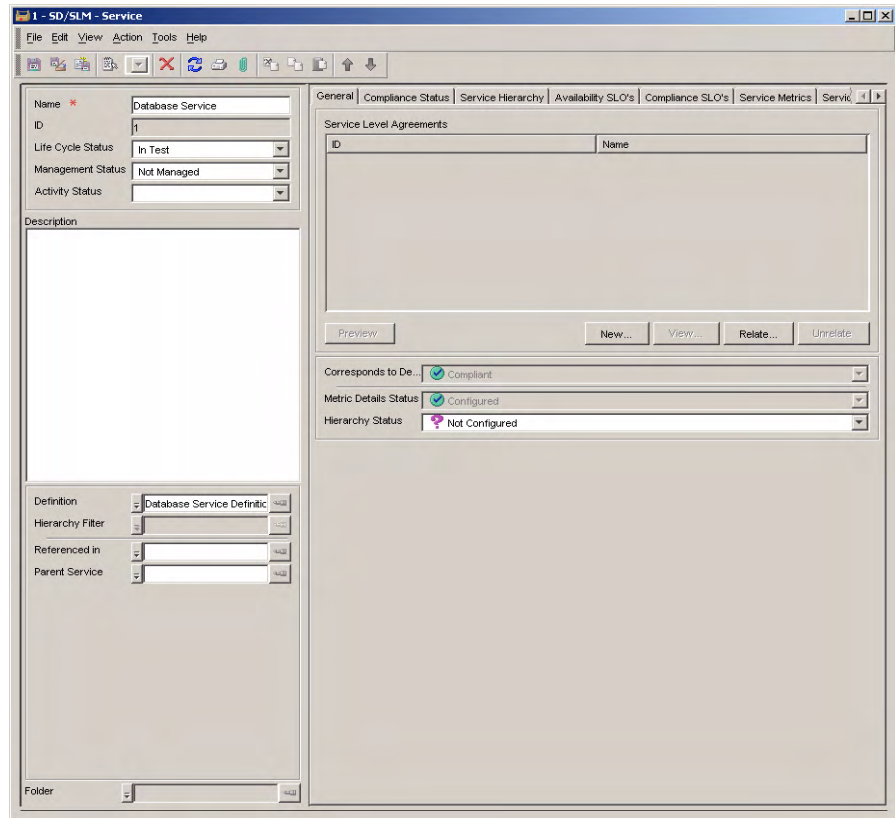 1 - SD/SLM - Service
File Edit View Action Tools Help
Name *
Database Service
ID
1
Life Cycle Status
In Test
Management Status
Not Managed
Activity Status
Description
Definition
Database Service Definitic
Hierarchy Filter
Referenced in
Parent Service
Folder
General Compliance Status Service Hierarchy Availability SLO's Compliance SLO's Service Metrics Servic
Service Level Agreements
ID Name
Preview New... View... Relate... Unrelate
Corresponds to De... Compliant
Metric Details Status Configured
Hierarchy Status Not Configured